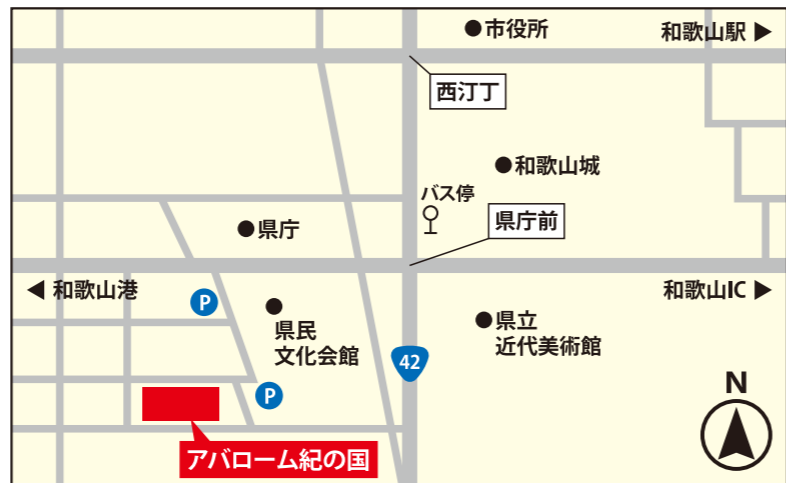 ●市役所
和歌山駅 ▶
西汀丁
●和歌山城
バス停
県庁前
●県庁
◀ 和歌山港
和歌山IC ▶
P
県民
文化会館
●県立
近代美術館
42
P
N
アバローム紀の国